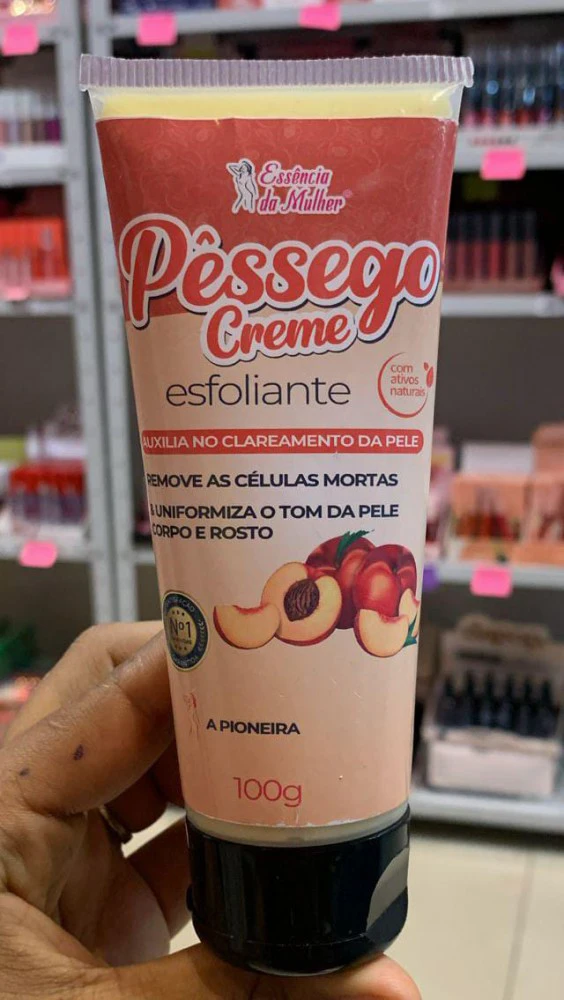 Essência
da Mulher
Pêssego
Creme
esfoliante
com
ativos
naturais
AUXILIA NO CLAREAMENTO DA PELE
REMOVE AS CÉLULAS MORTAS
& UNIFORMIZA O TOM DA PELE
CORPO E ROSTO
Nº1
A PIONEIRA
100g